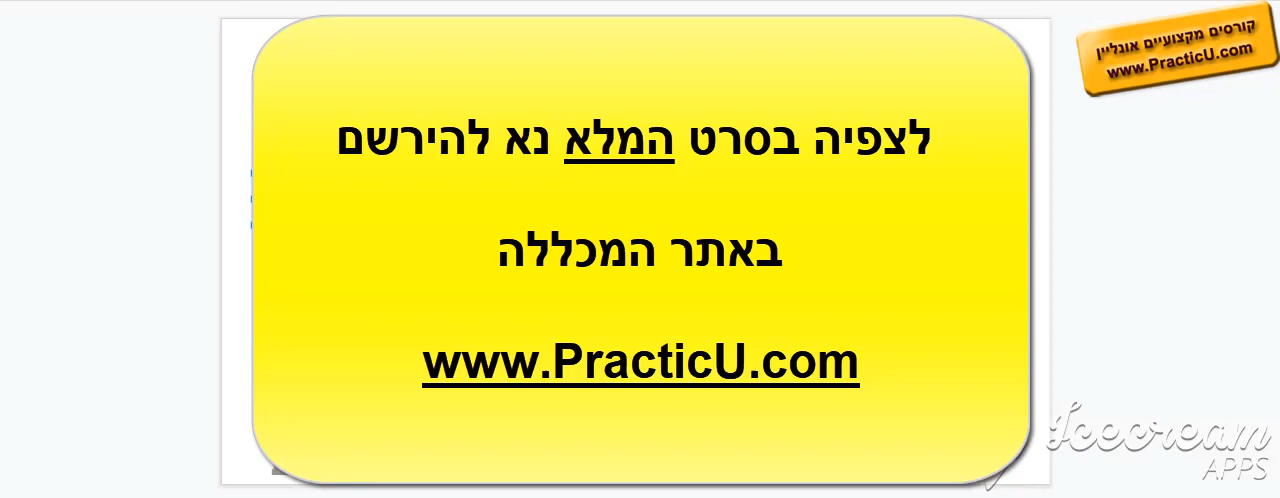 קורסים מקצועיים אונליין
www.PracticU.com
לצפיה בסרט המלא נא להירשם
באתר המכללה
www.PracticU.com
Icecream
APPS